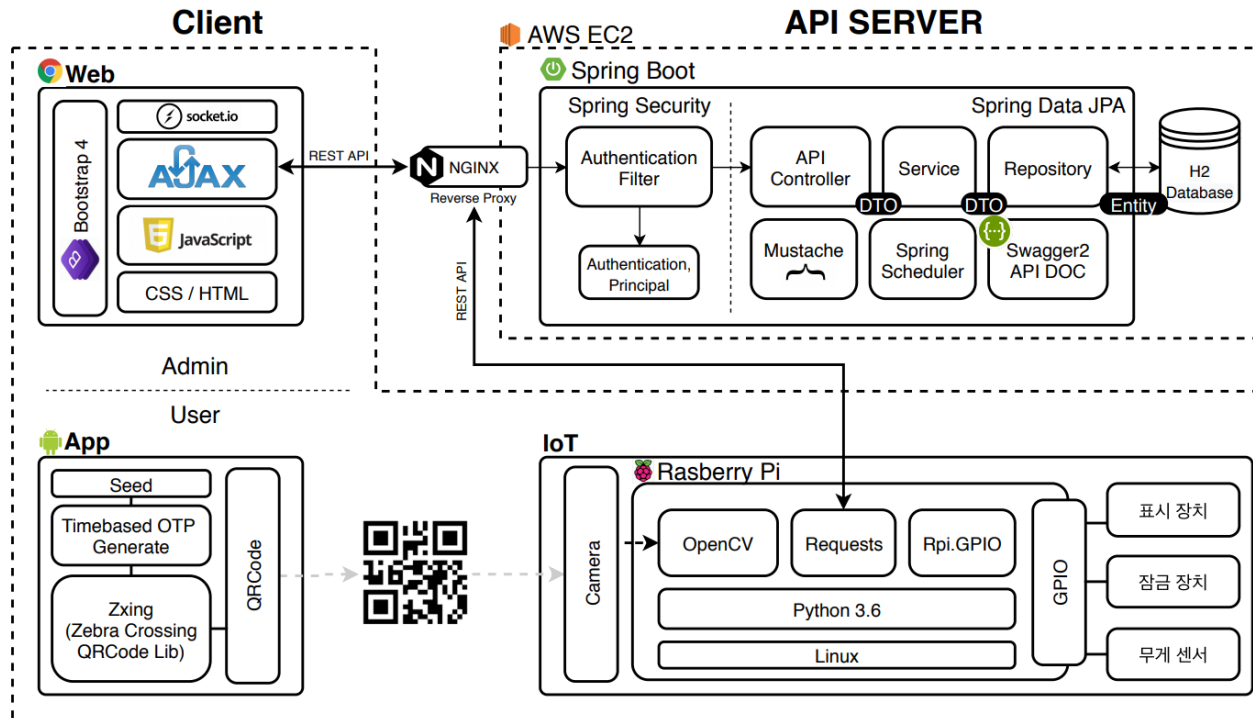 Client
API SERVER
AWS EC2
Web
Bootstrap 4
socket.io
AJAX
JavaScript
CSS / HTML
REST API
NGINX
Reverse Proxy
REST API
Spring Boot
Spring Security
Authentication
Filter
Authentication,
Principal
Spring Data JPA
API
Controller
DTO
Service
DTO
Repository
Entity
H2
Database
Mustache
Spring
Scheduler
Swagger2
API DOC
Admin
User
App
Seed
Timebased OTP
Generate
Zxing
(Zebra Crossing
QRCode Lib)
QRCode
IoT
Camera
Rasberry Pi
OpenCV
Requests
Rpi.GPIO
Python 3.6
Linux
GPIO
표시 장치
잠금 장치
무게 센서